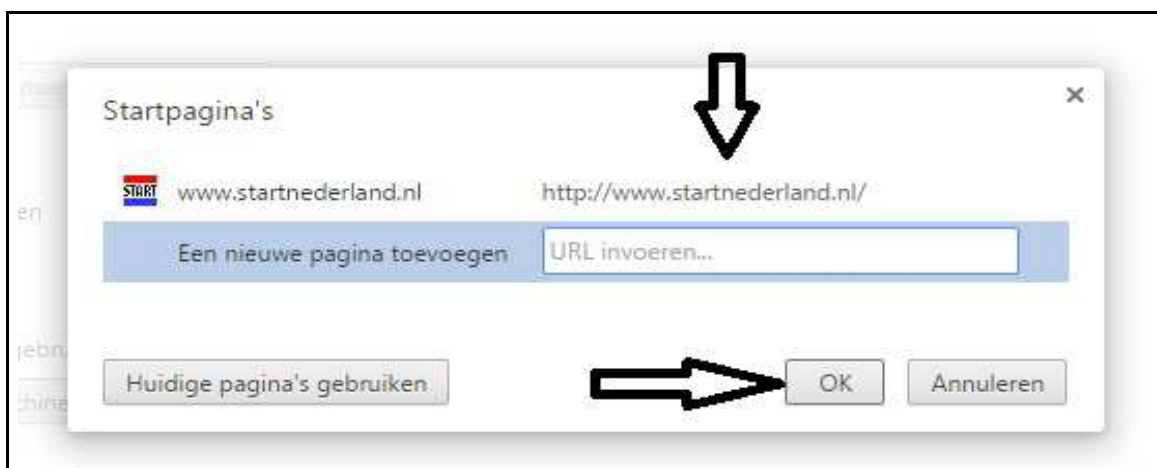 Startpagina's
START www.startnederland.nl http://www.startnederland.nl/
en
Een nieuwe pagina toevoegen URL invoeren...
Huidige pagina's gebruiken OK Annuleren